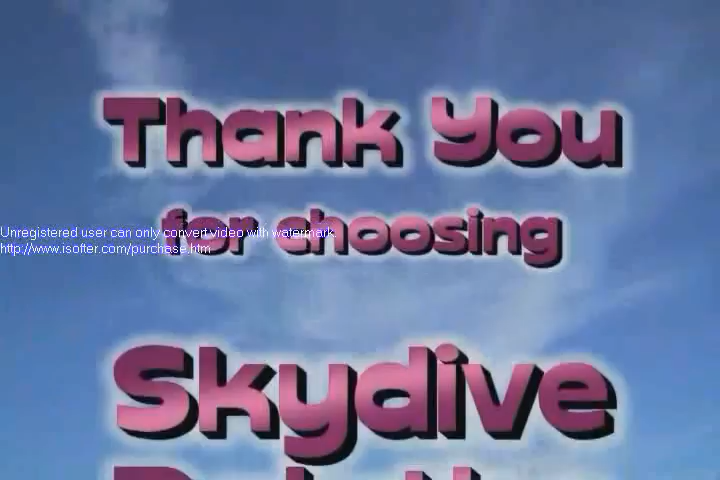 Thank You
for choosing
Unregistered user can only convert video with watermark.
http://www.isofter.com/purchase.htm
Skydive